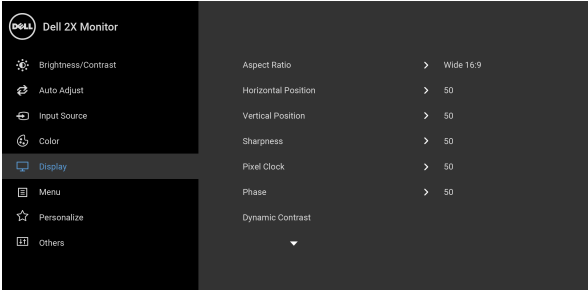 DELL Dell 2X Monitor
Brightness/Contrast
Auto Adjust
Input Source
Color
Display
Menu
Personalize
Others
Aspect Ratio Wide 16:9
Horizontal Position 50
Vertical Position 50
Sharpness 50
Pixel Clock 50
Phase 50
Dynamic Contrast